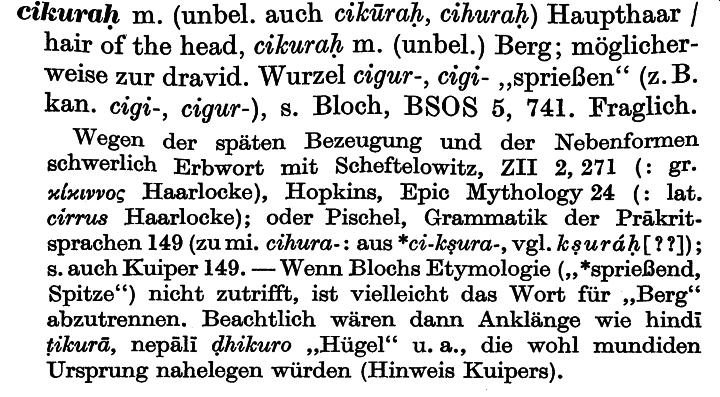 cikuraḥ m. (unbel. auch cikūraḥ, cihuraḥ) Haupthaar /
hair of the head, cikuraḥ m. (unbel.) Berg; möglicher-
weise zur dravid. Wurzel cigur-, cigi- „sprießen“ (z. B.
kan. cigi-, cigur-), s. Bloch, BSOS 5, 741. Fraglich.
Wegen der späten Bezeugung und der Nebenformen
schwerlich Erbwort mit Scheftelowitz, ZII 2, 271 (: gr.
κίκιννος Haarlocke), Hopkins, Epic Mythology 24 (: lat.
cirrus Haarlocke); oder Pischel, Grammatik der Prākrit-
sprachen 149 (zu mi. cihura-: aus *ci-kṣura-, vgl. kṣuráḥ[??]);
s. auch Kuiper 149. — Wenn Blochs Etymologie („*sprießend,
Spitze“) nicht zutrifft, ist vielleicht das Wort für „Berg“
abzutrennen. Beachtlich wären dann Anklänge wie hindī
ṭikurā, nepālī ḍhikuro „Hügel“ u. a., die wohl mundiden
Ursprung nahelegen würden (Hinweis Kuipers).